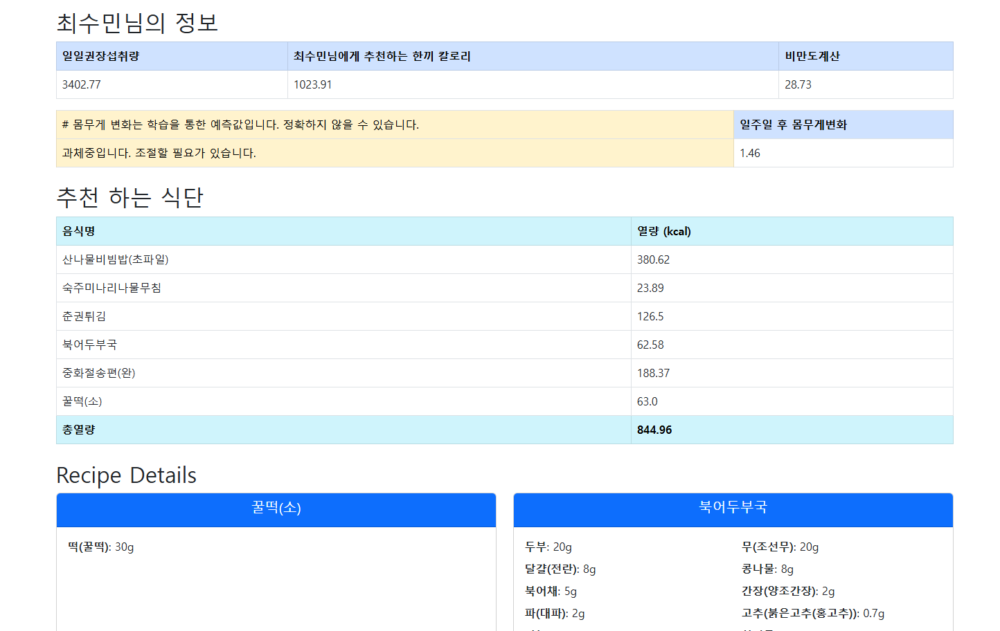 최수민님의 정보
일일권장섭취량 최수민님에게 추천하는 한끼 칼로리 비만도계산
3402.77 1023.91 28.73
# 몸무게 변화는 학습을 통한 예측값입니다. 정확하지 않을 수 있습니다. 일주일 후 몸무게변화
과체중입니다. 조절할 필요가 있습니다. 1.46
추천 하는 식단
음식명 열량 (kcal)
산나물비빔밥(초파일) 380.62
숙주미나리나물무침 23.89
춘권튀김 126.5
북어두부국 62.58
중화절송편(완) 188.37
꿀떡(소) 63.0
총열량 844.96
Recipe Details
꿀떡(소)
떡(꿀떡): 30g
북어두부국
두부: 20g 무(조선무): 20g
달걀(전란): 8g 콩나물: 8g
북어채: 5g 간장(양조간장): 2g
파(대파): 2g 고추(붉은고추(홍고추)): 0.7g